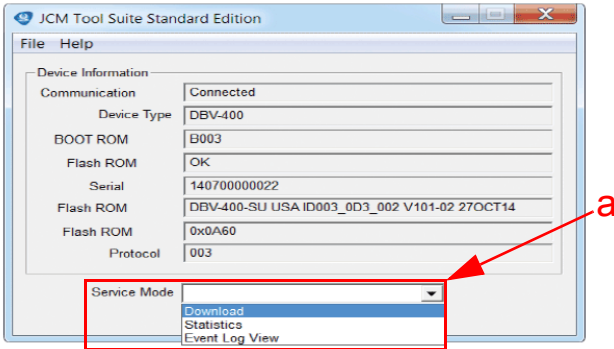 JCM Tool Suite Standard Edition
File Help
Device Information
Communication Connected
Device Type DBV-400
BOOT ROM B003
Flash ROM OK
Serial 140700000022
Flash ROM DBV-400-SU USA ID003_0D3_002 V101-02 27OCT14
Flash ROM 0x0A60
Protocol 003
a
Service Mode
Download
Statistics
Event Log View